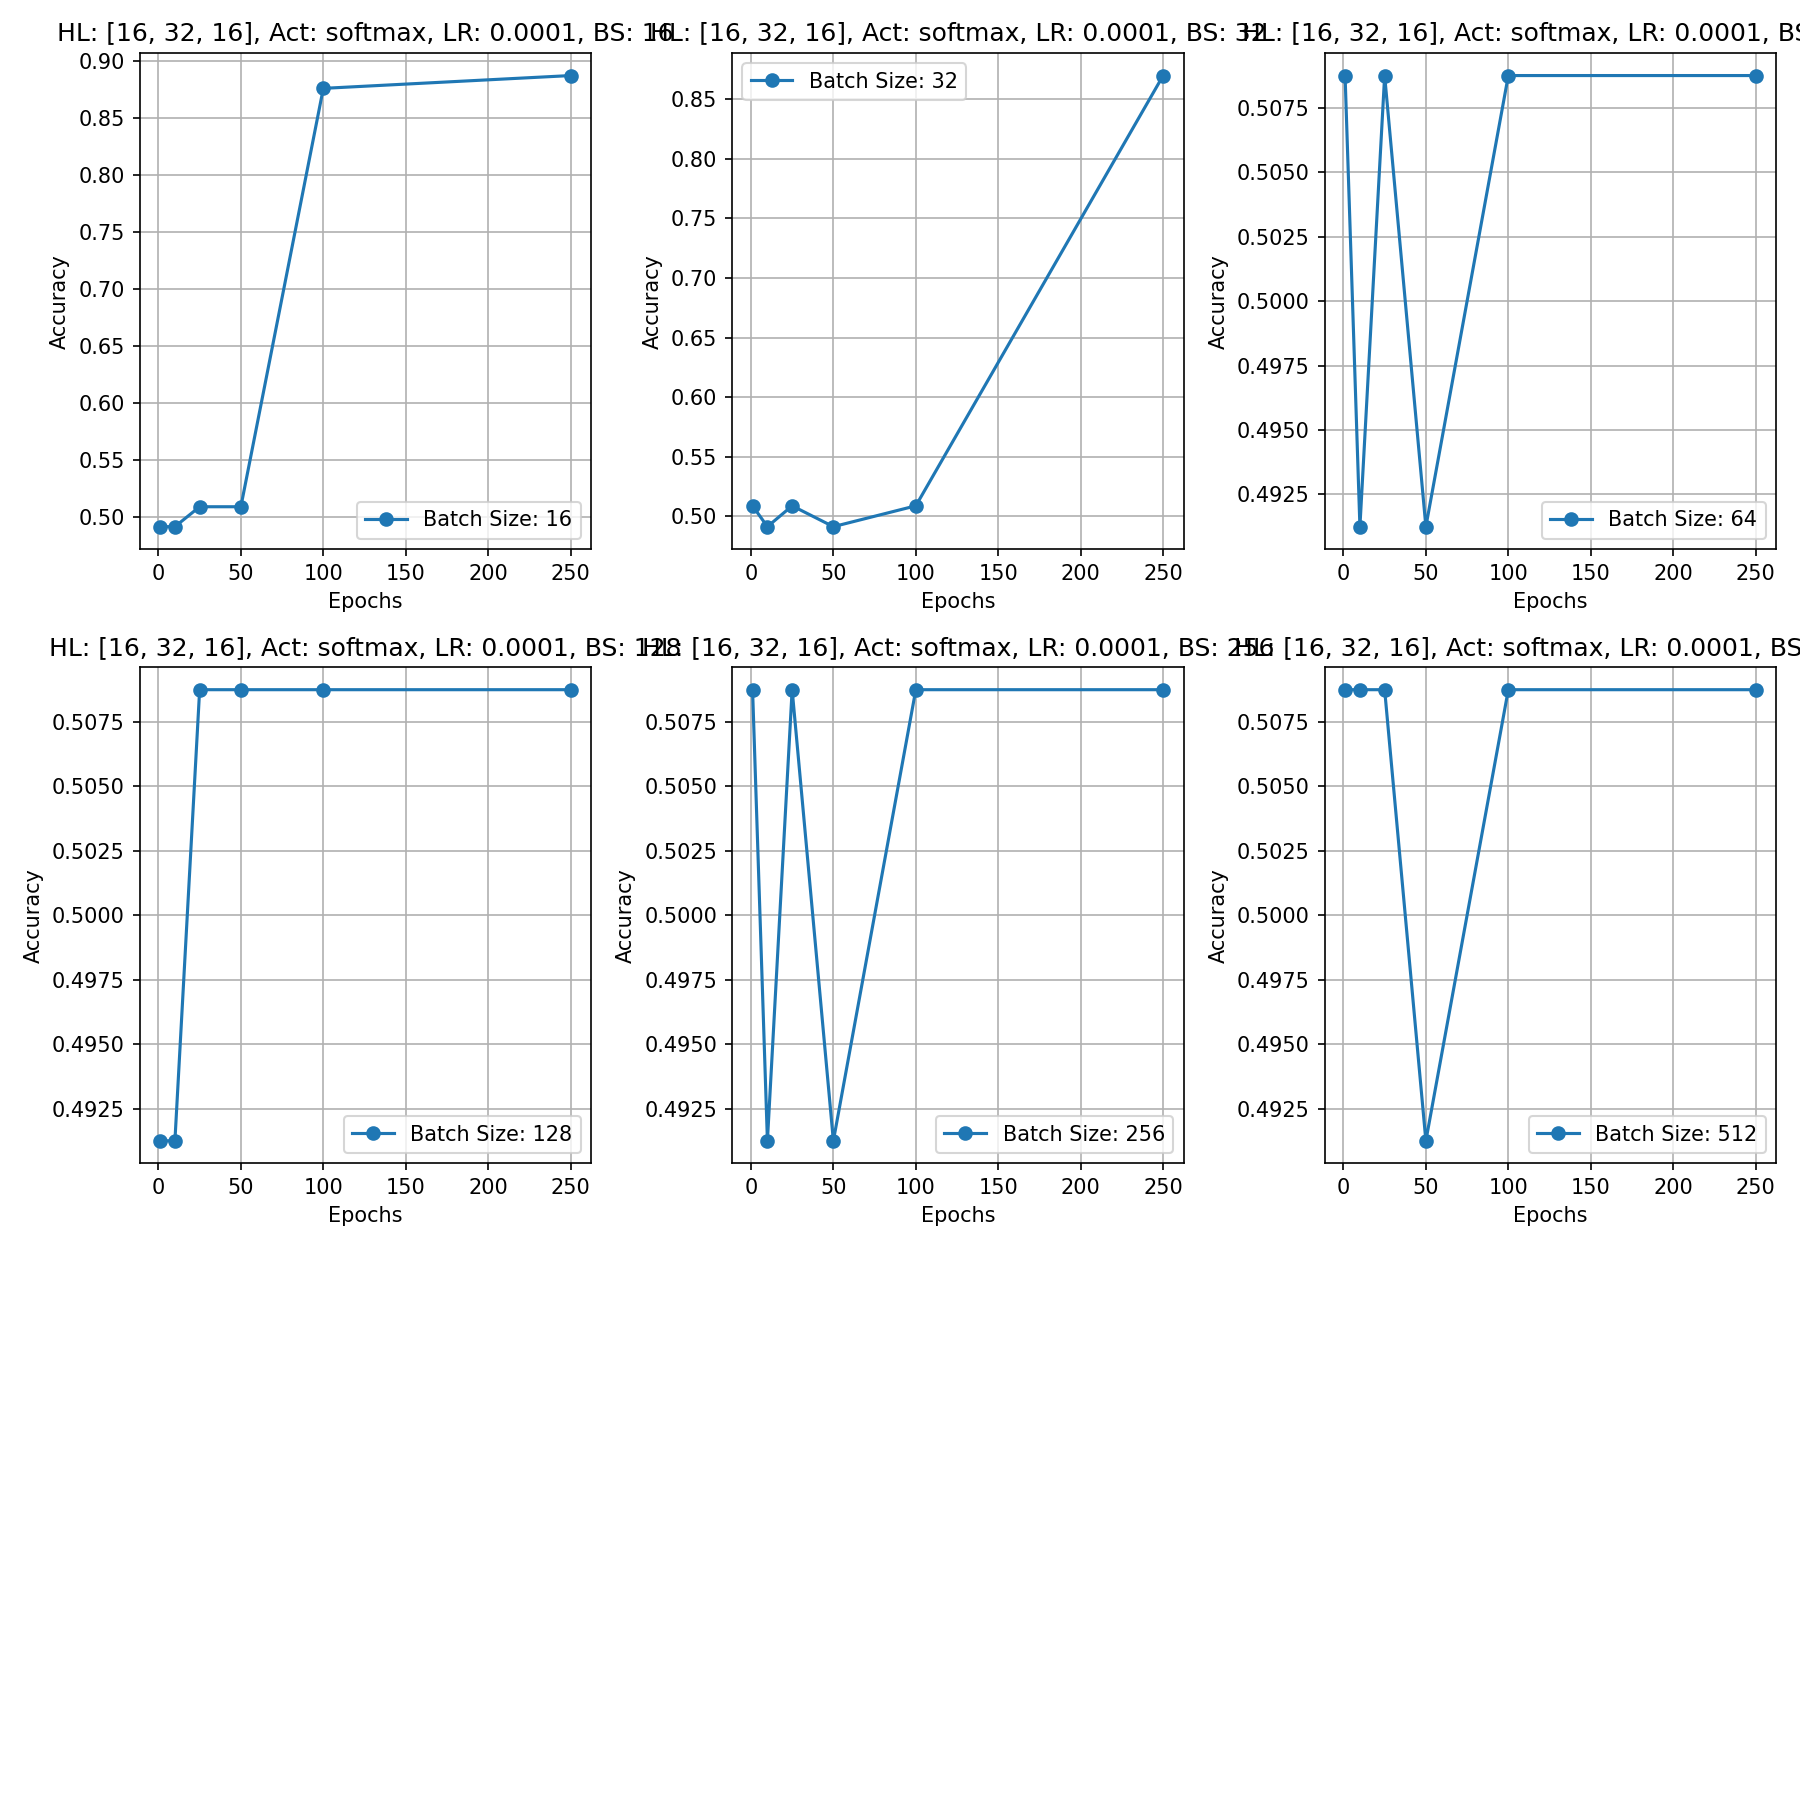 HL: [16, 32, 16], Act: softmax, LR: 0.0001, BS: 16
0.90
0.85
0.80
0.75
0.70
0.65
0.60
0.55
0.50
Accuracy
Batch Size: 16
0 50 100 150 200 250
Epochs
HL: [16, 32, 16], Act: softmax, LR: 0.0001, BS: 32
Batch Size: 32
0.85
0.80
0.75
0.70
0.65
0.60
0.55
0.50
Accuracy
0 50 100 150 200 250
Epochs
HL: [16, 32, 16], Act: softmax, LR: 0.0001, BS
0.5075
0.5050
0.5025
0.5000
0.4975
0.4950
0.4925
Accuracy
Batch Size: 64
0 50 100 150 200 250
Epochs
HL: [16, 32, 16], Act: softmax, LR: 0.0001, BS: 128
0.5075
0.5050
0.5025
0.5000
0.4975
0.4950
0.4925
Accuracy
Batch Size: 128
0 50 100 150 200 250
Epochs
HL: [16, 32, 16], Act: softmax, LR: 0.0001, BS: 256
0.5075
0.5050
0.5025
0.5000
0.4975
0.4950
0.4925
Accuracy
Batch Size: 256
0 50 100 150 200 250
Epochs
HL: [16, 32, 16], Act: softmax, LR: 0.0001, BS
0.5075
0.5050
0.5025
0.5000
0.4975
0.4950
0.4925
Accuracy
Batch Size: 512
0 50 100 150 200 250
Epochs